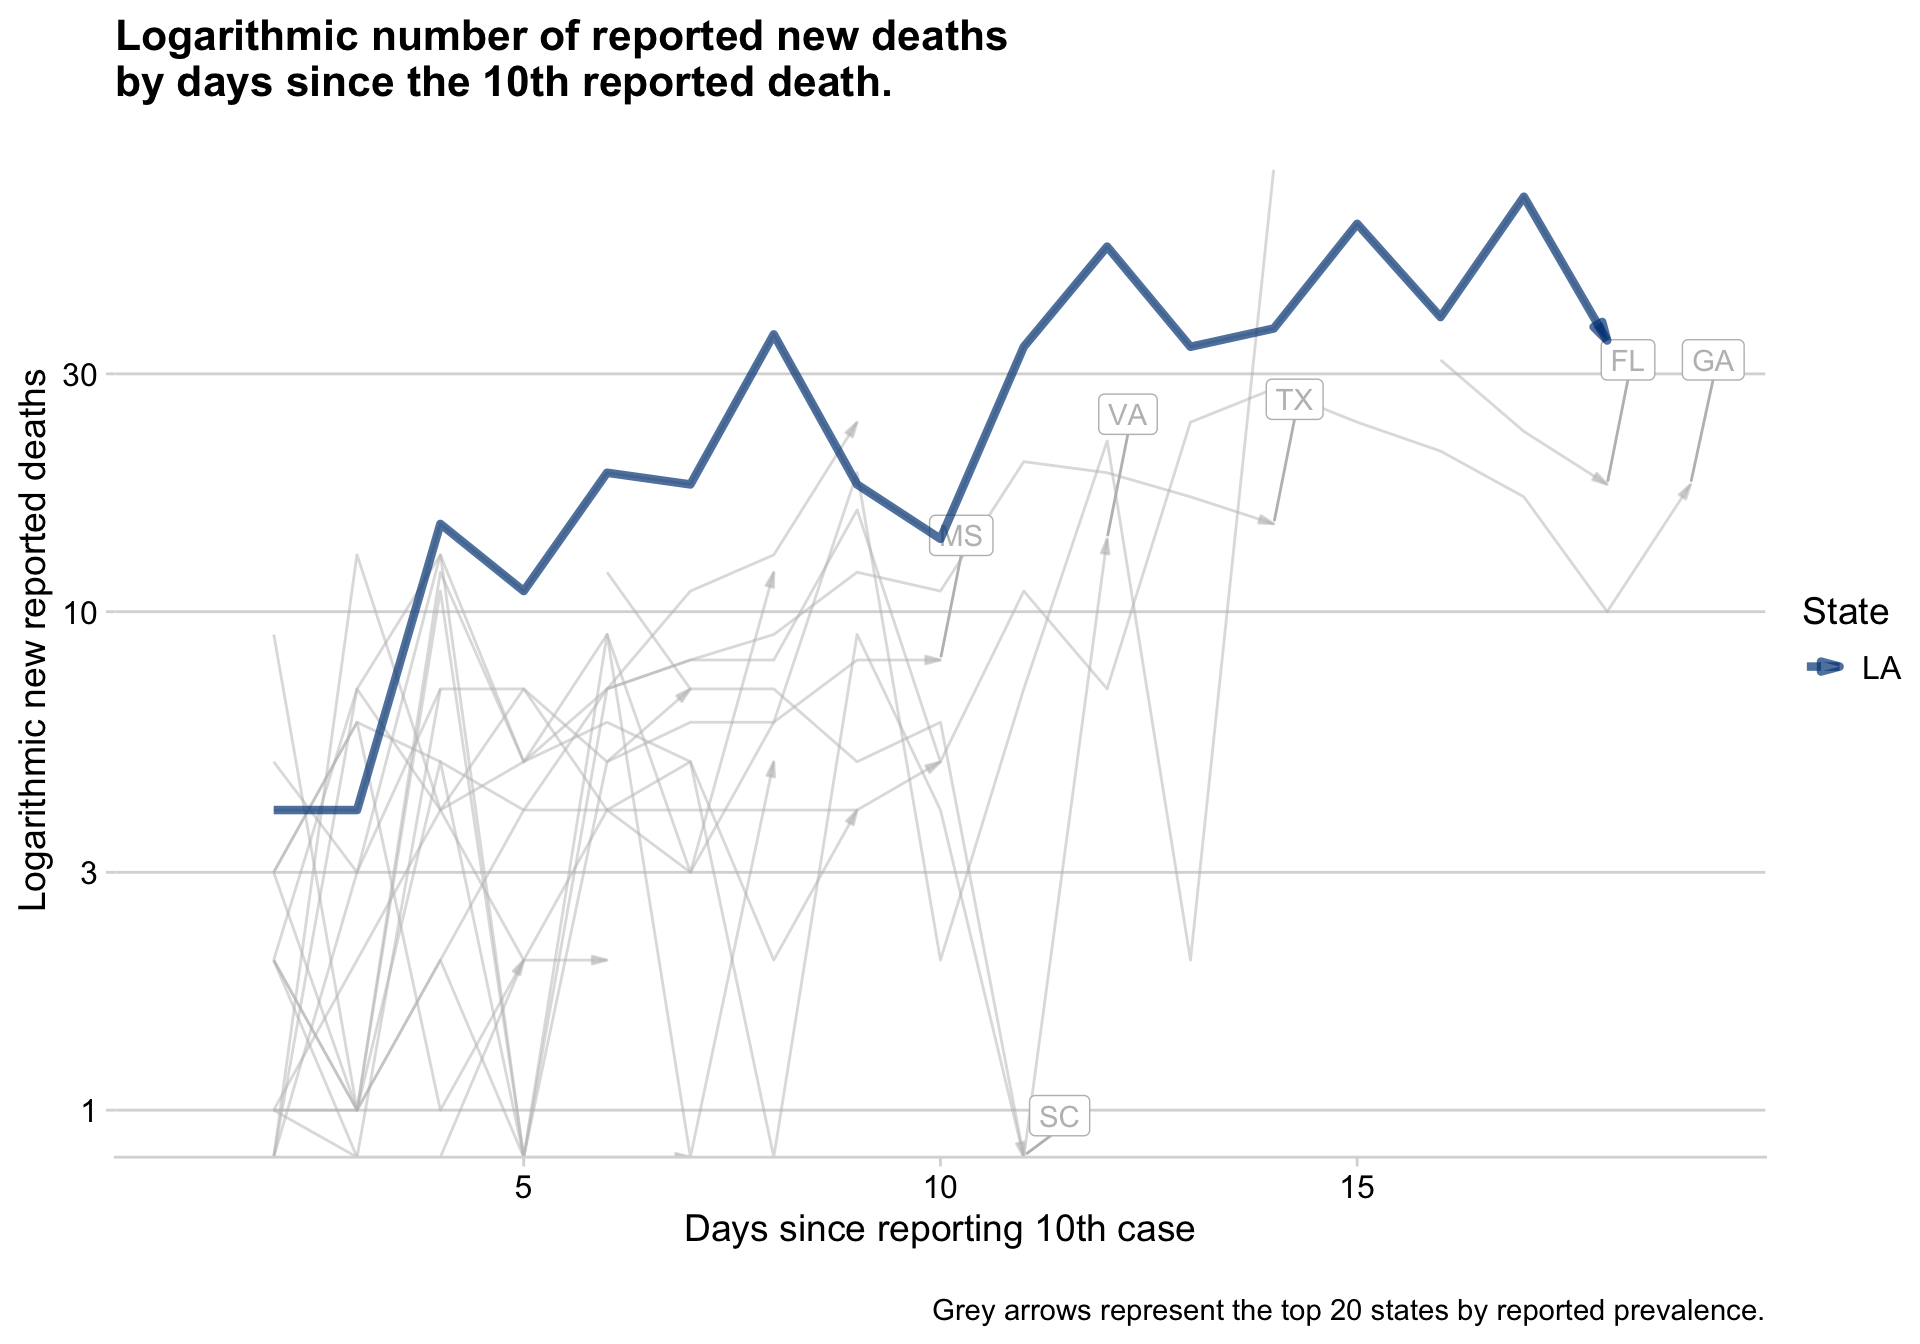 Logarithmic number of reported new deaths
by days since the 10th reported death.
Logarithmic new reported deaths
30
10
3
1
FL
GA
TX
VA
MS
SC
State
LA
5
10
15
Days since reporting 10th case
Grey arrows represent the top 20 states by reported prevalence.